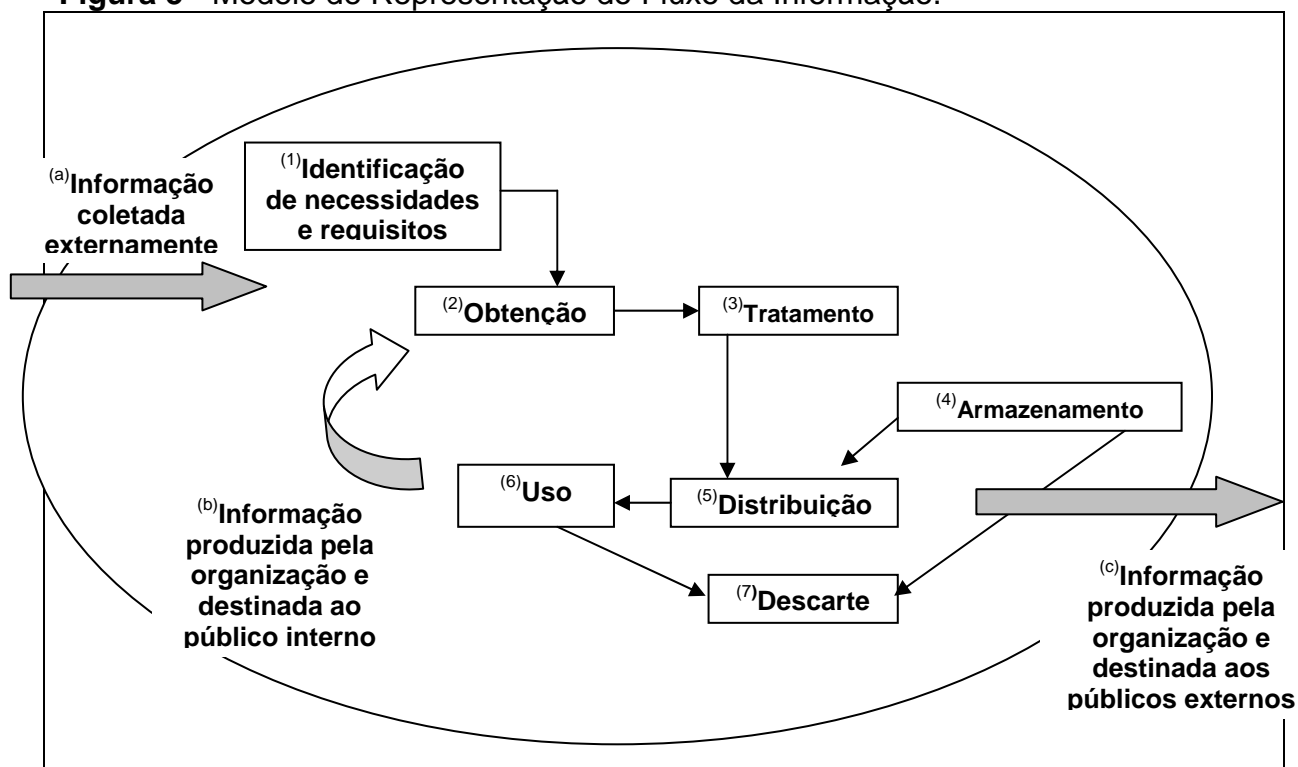 Figura 3 - Modelo de Representação do Fluxo da Informação.
(1)Identificação
de necessidades
e requisitos
(a)Informação
coletada
externamente
(2)Obtenção
(3)Tratamento
(4)Armazenamento
(6)Uso
(5)Distribuição
(b)Informação
produzida pela
organização e
destinada ao
público interno
(7)Descarte
(c)Informação
produzida pela
organização e
destinada aos
públicos externos